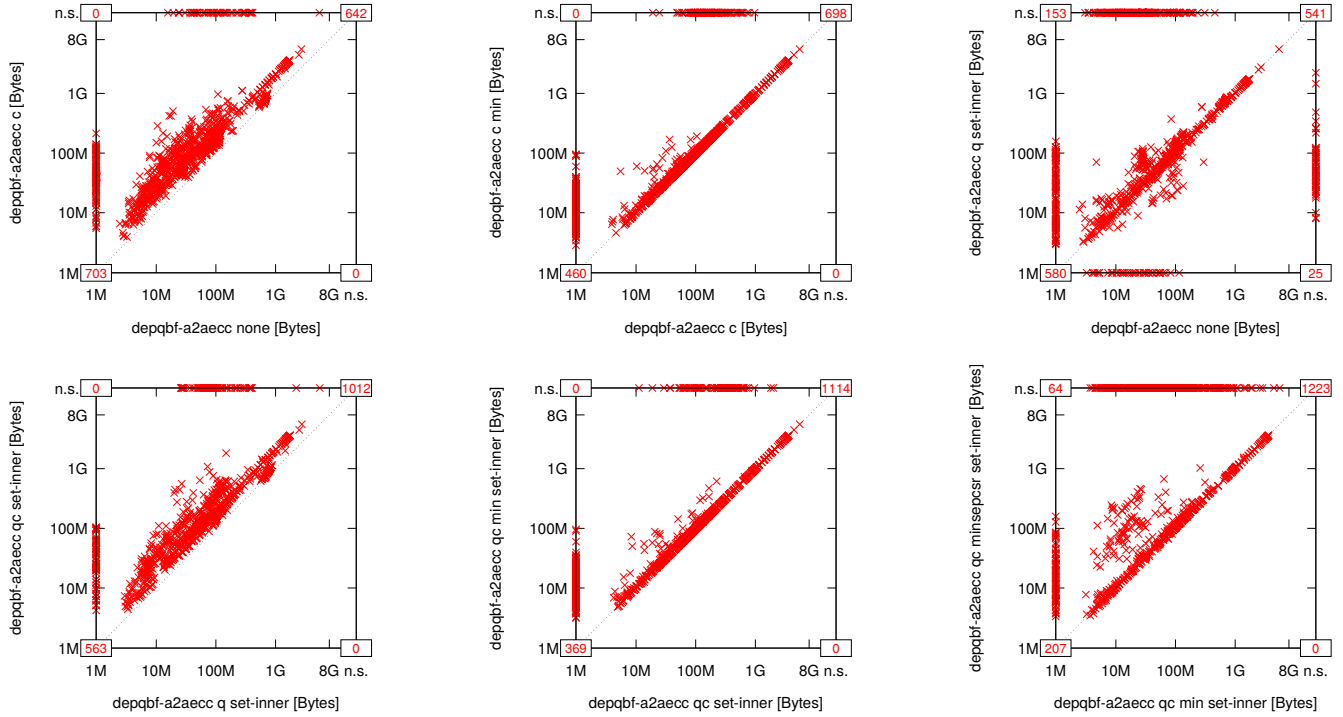 n.s. 0 642
8G
1G
100M
10M
1M 703 0
1M 10M 100M 1G 8G n.s.
depqbf-a2aecc c [Bytes]
depqbf-a2aecc none [Bytes]
n.s. 0 698
8G
1G
100M
10M
1M 460 0
1M 10M 100M 1G 8G n.s.
depqbf-a2aecc c min [Bytes]
depqbf-a2aecc c [Bytes]
n.s. 153 541
8G
1G
100M
10M
1M 580 25
1M 10M 100M 1G 8G n.s.
depqbf-a2aecc q set-inner [Bytes]
depqbf-a2aecc none [Bytes]
n.s. 0 1012
8G
1G
100M
10M
1M 563 0
1M 10M 100M 1G 8G n.s.
depqbf-a2aecc qc set-inner [Bytes]
depqbf-a2aecc q set-inner [Bytes]
n.s. 0 1114
8G
1G
100M
10M
1M 369 0
1M 10M 100M 1G 8G n.s.
depqbf-a2aecc qc min set-inner [Bytes]
depqbf-a2aecc qc set-inner [Bytes]
n.s. 64 1223
8G
1G
100M
10M
1M 207 0
1M 10M 100M 1G 8G n.s.
depqbf-a2aecc qc minsepcsr set-inner [Bytes]
depqbf-a2aecc qc min set-inner [Bytes]